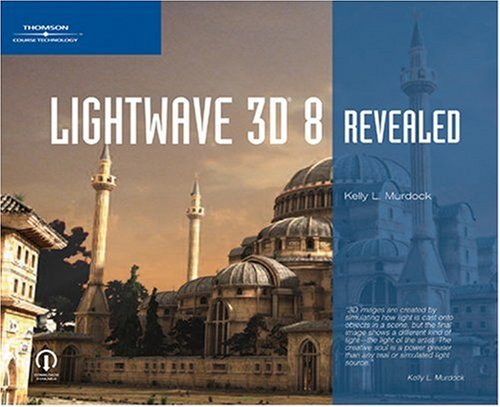 THOMSON
COURSE TECHNOLOGY
LIGHTWAVE 3D® 8 REVEALED
Kelly L. Murdock
"3D images are created by
simulating how light is cast onto
objects in a scene, but the final
image shows a different kind of
light—the light of the artist. The
creative soul is a power greater
than any real or simulated light
source."
Kelly L. Murdock